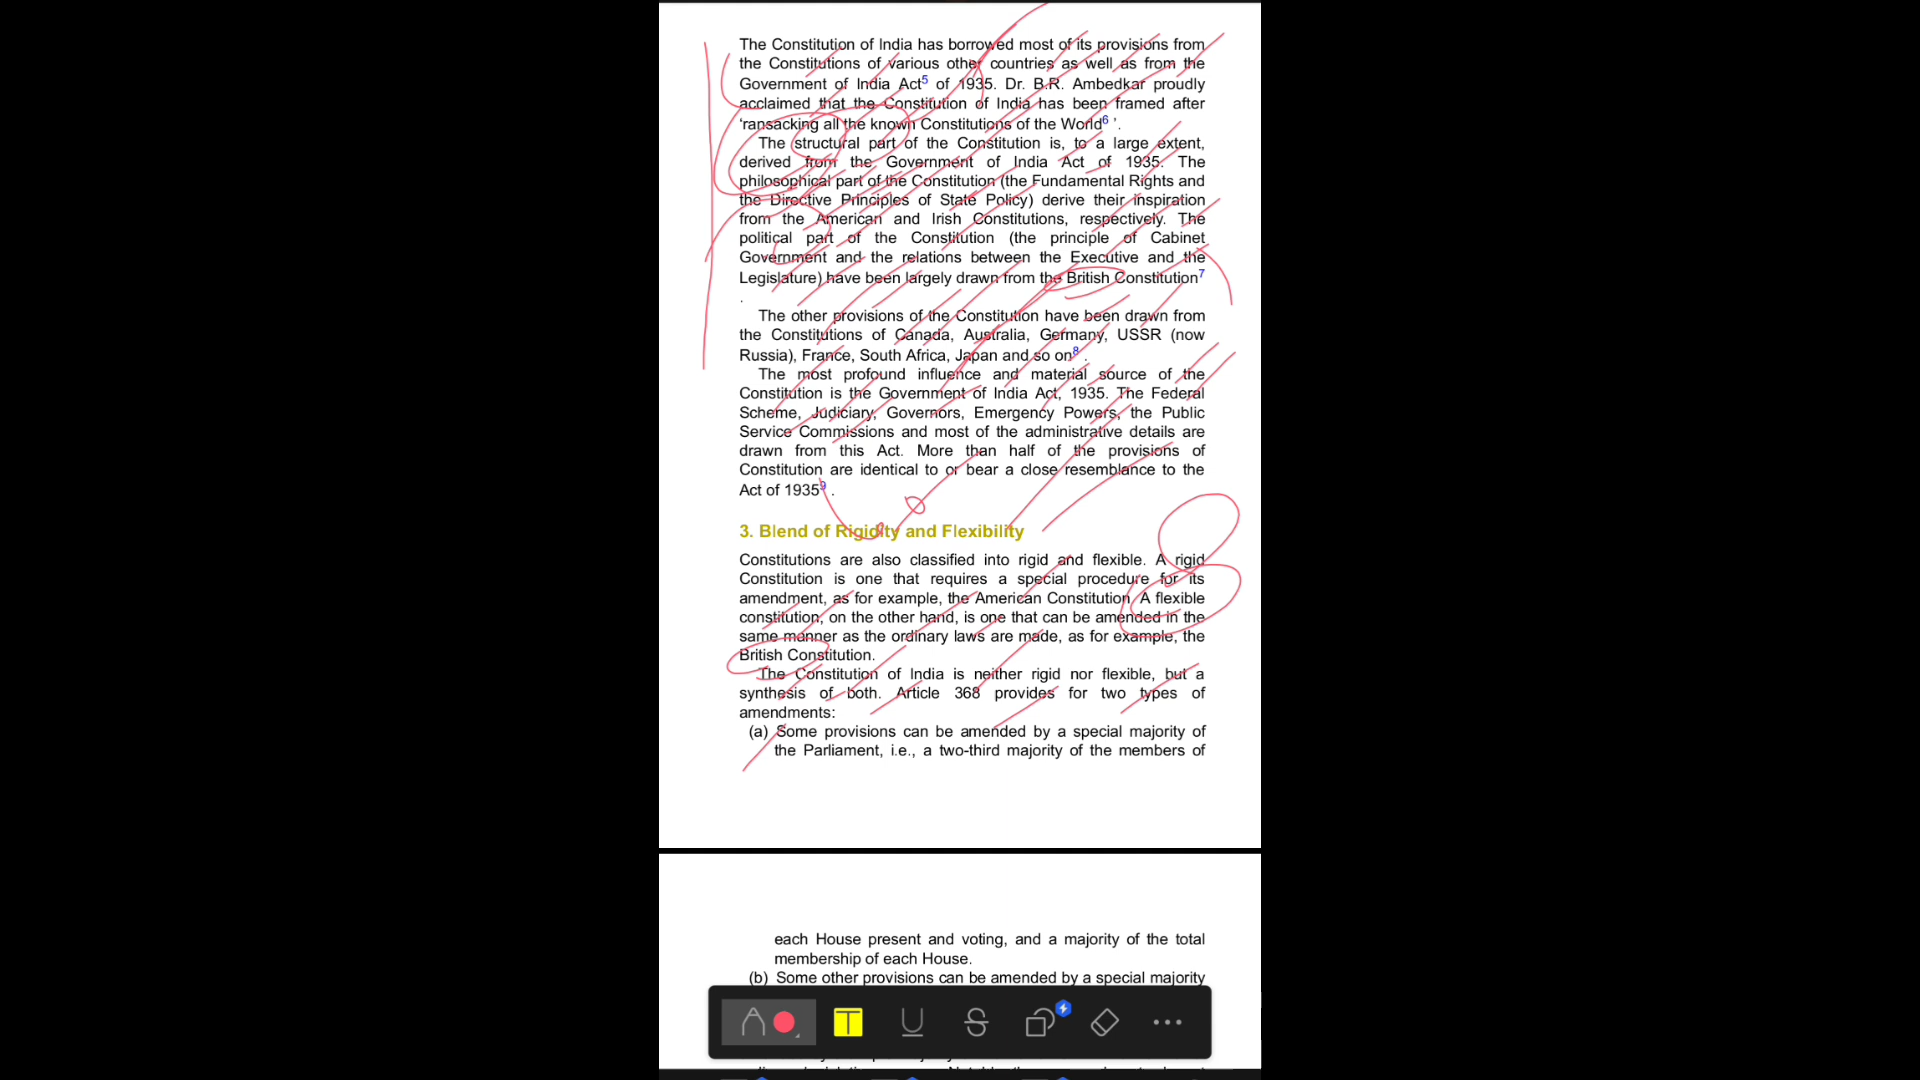 The Constitution of India has borrowed most of its provisions from
the Constitutions of various other countries as well as from the
Government of India Act5 of 1935. Dr. B.R. Ambedkar proudly
acclaimed that the Constitution of India has been framed after
‘ransacking all the known Constitutions of the World6 ’.
The structural part of the Constitution is, to a large extent,
derived from the Government of India Act of 1935. The
philosophical part of the Constitution (the Fundamental Rights and
the Directive Principles of State Policy) derive their inspiration
from the American and Irish Constitutions, respectively. The
political part of the Constitution (the principle of Cabinet
Government and the relations between the Executive and the
Legislature) have been largely drawn from the British Constitution7
.
The other provisions of the Constitution have been drawn from
the Constitutions of Canada, Australia, Germany, USSR (now
Russia), France, South Africa, Japan and so on8 .
The most profound influence and material source of the
Constitution is the Government of India Act, 1935. The Federal
Scheme, Judiciary, Governors, Emergency Powers, the Public
Service Commissions and most of the administrative details are
drawn from this Act. More than half of the provisions of
Constitution are identical to or bear a close resemblance to the
Act of 19359 .
3. Blend of Rigidity and Flexibility
Constitutions are also classified into rigid and flexible. A rigid
Constitution is one that requires a special procedure for its
amendment, as for example, the American Constitution. A flexible
constitution, on the other hand, is one that can be amended in the
same manner as the ordinary laws are made, as for example, the
British Constitution.
The Constitution of India is neither rigid nor flexible, but a
synthesis of both. Article 368 provides for two types of
amendments:
(a) Some provisions can be amended by a special majority of
the Parliament, i.e., a two-third majority of the members of
each House present and voting, and a majority of the total
membership of each House.
(b) Some other provisions can be amended by a special majority